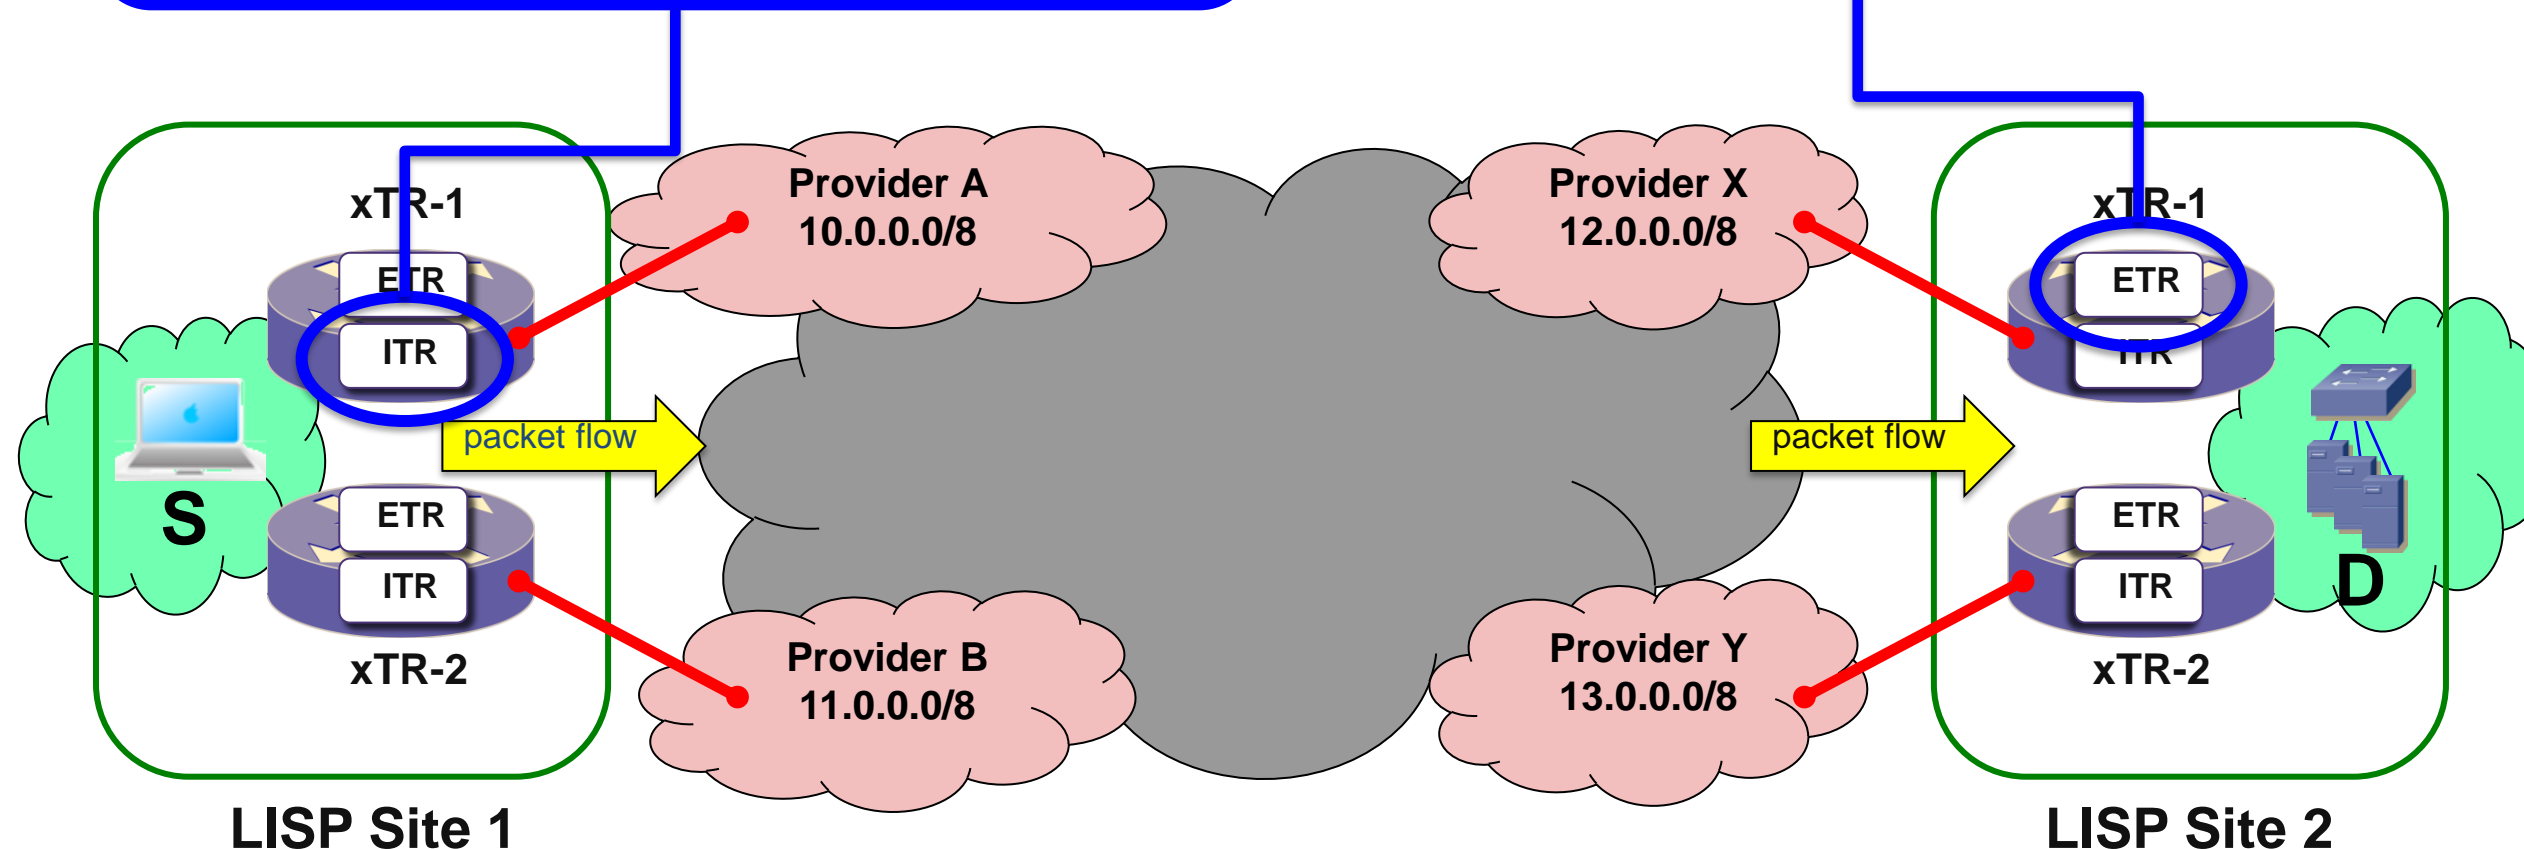 xTR-1
ETR
ITR
S
ETR
ITR
xTR-2
LISP Site 1
Provider A
10.0.0.0/8
packet flow
Provider B
11.0.0.0/8
Provider X
12.0.0.0/8
packet flow
Provider Y
13.0.0.0/8
xTR-1
ETR
ITR
ETR
ITR
D
xTR-2
LISP Site 2